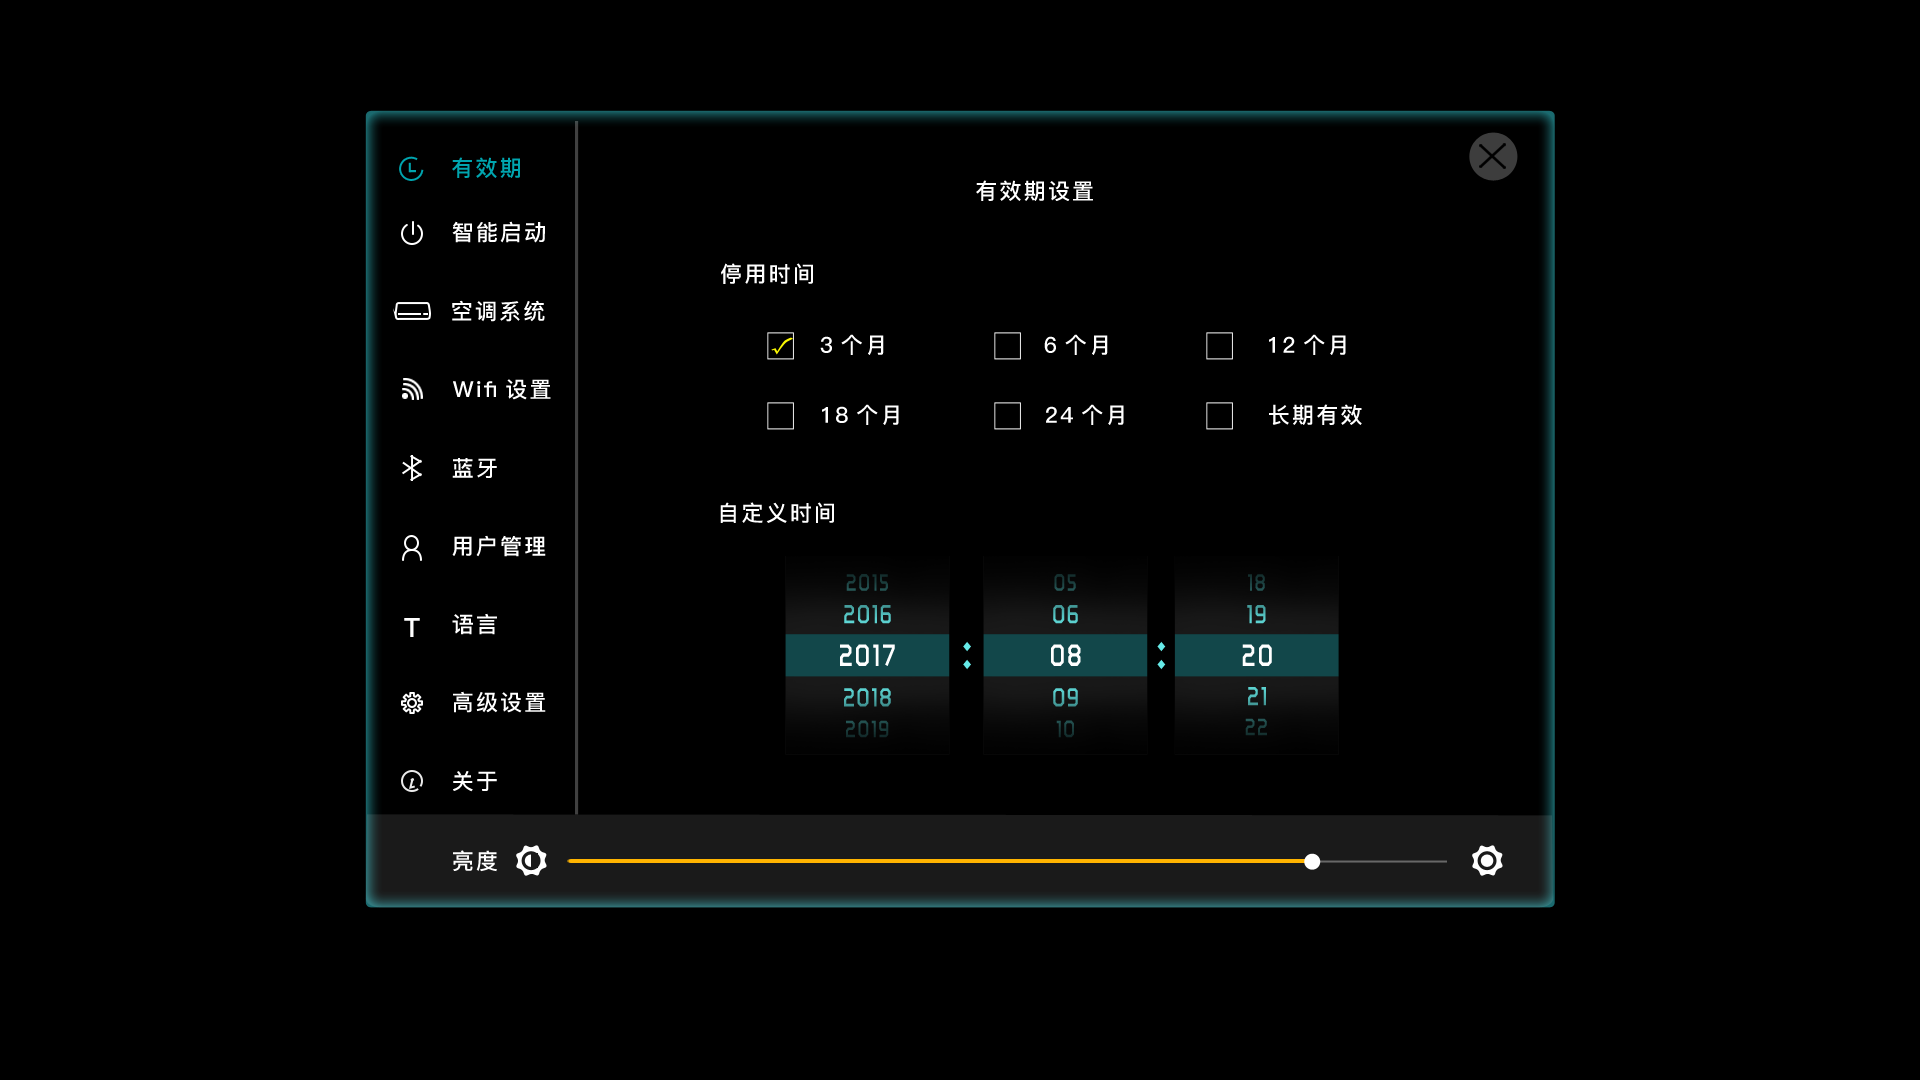 有效期
智能启动
空调系统
Wifi 设置
蓝牙
用户管理
T 语言
高级设置
关于
有效期设置
停用时间
3 个月 6 个月 12 个月
18 个月 24 个月 长期有效
自定义时间
2015 05 18
2016 06 19
2017 : 08 : 20
2018 09 21
2019 10 22
亮度